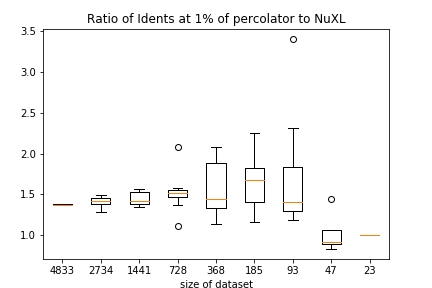 Ratio of Idents at 1% of percolator to NuXL
3.5
3.0
2.5
2.0
1.5
1.0
4833 2734 1441 728 368 185 93 47 23
size of dataset